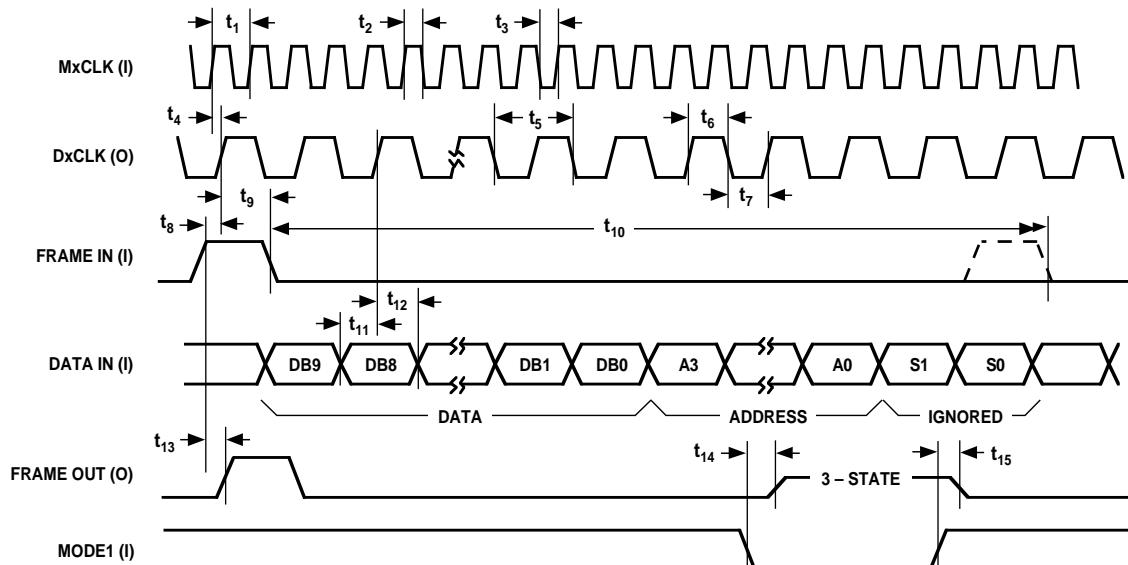 t1 t2 t3
MxCLK (I)
t4 t5 t6
DxCLK (O)
t9 t7
t8 t10
FRAME IN (I)
t12
t11
DATA IN (I) DB9 DB8 DB1 DB0 A3 A0 S1 S0
DATA ADDRESS IGNORED
t13 t14 t15
FRAME OUT (O) 3 – STATE
MODE1 (I)